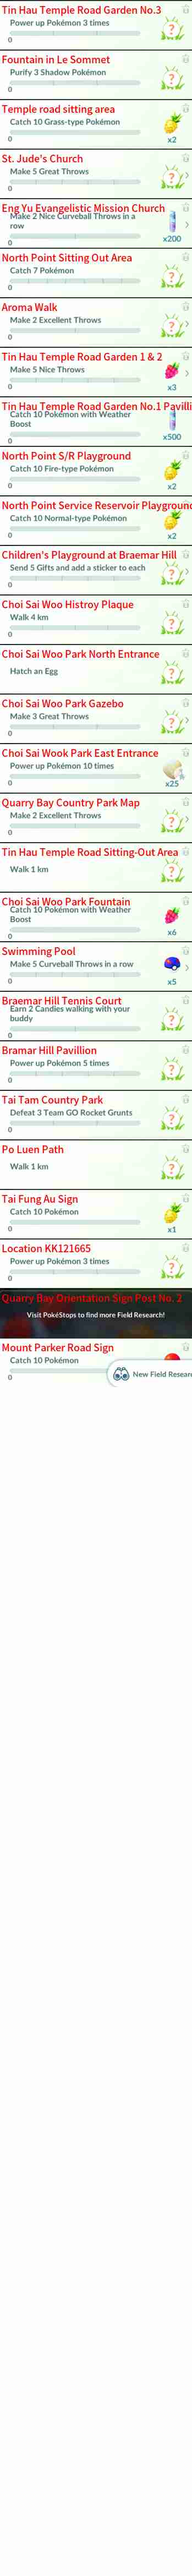 Tin Hau Temple Road Garden No.3
Power up Pokémon 3 times
0
Fountain in Le Sommet
Purify 3 Shadow Pokémon
0
Temple road sitting area
Catch 10 Grass-type Pokémon
0
x2
St. Jude's Church
Make 5 Great Throws
0
Eng Yu Evangelistic Mission Church
Make 2 Nice Curveball Throws in a
row
0
x200
North Point Sitting Out Area
Catch 7 Pokémon
0
Aroma Walk
Make 2 Excellent Throws
0
Tin Hau Temple Road Garden 1 & 2
Make 5 Nice Throws
0
x3
Tin Hau Temple Road Garden No.1 Pavilli
Catch 10 Pokémon with Weather
Boost
0
x500
North Point S/R Playground
Catch 10 Fire-type Pokémon
0
x2
North Point Service Reservoir Playground
Catch 10 Normal-type Pokémon
0
x2
Children's Playground at Braemar Hill
Send 5 Gifts and add a sticker to each
0
Choi Sai Woo Histroy Plaque
Walk 4 km
0
Choi Sai Woo Park North Entrance
Hatch an Egg
Choi Sai Woo Park Gazebo
Make 3 Great Throws
0
Choi Sai Wook Park East Entrance
Power up Pokémon 10 times
0
x25
Quarry Bay Country Park Map
Make 2 Excellent Throws
0
Tin Hau Temple Road Sitting-Out Area
Walk 1 km
Choi Sai Woo Park Fountain
Catch 10 Pokémon with Weather
Boost
0
x6
Swimming Pool
Make 5 Curveball Throws in a row
0
x5
Braemar Hill Tennis Court
Earn 2 Candies walking with your
buddy
0
Bramar Hill Pavillion
Power up Pokémon 5 times
0
Tai Tam Country Park
Defeat 3 Team GO Rocket Grunts
0
Po Luen Path
Walk 1 km
Tai Fung Au Sign
Catch 10 Pokémon
0
x1
Location KK121665
Power up Pokémon 3 times
0
Quarry Bay Orientation Sign Post No. 2
Visit PokéStops to find more Field Research!
Mount Parker Road Sign
Catch 10 Pokémon
0
New Field Resear